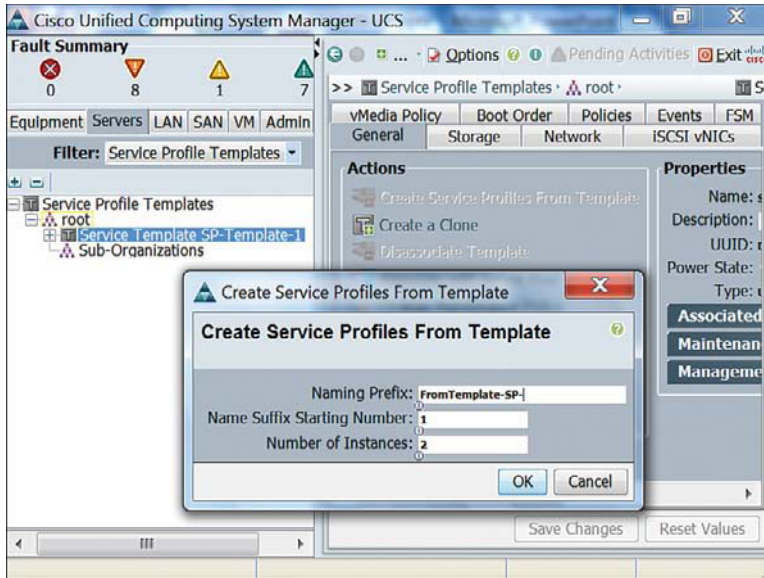 Cisco Unified Computing System Manager - UCS
Fault Summary
0 8 1 7
... Options Pending Activities Exit
>> Service Profile Templates root S
Equipment Servers LAN SAN VM Admin
Filter: Service Profile Templates
Service Profile Templates
root
Service Template SP-Template-1
Sub-Organizations
vMedia Policy Boot Order Policies Events FSM
General Storage Network iSCSI vNICs
Actions
Create Service Profiles From Template
Create a Clone
Disassociate Template
Properties
Name: s
Description:
UUID:
Power State:
Type: u
Associated
Maintenan
Manageme
Create Service Profiles From Template
Create Service Profiles From Template
Naming Prefix: FromTemplate-SP-
Name Suffix Starting Number: 1
Number of Instances: 2
OK Cancel
Save Changes Reset Values